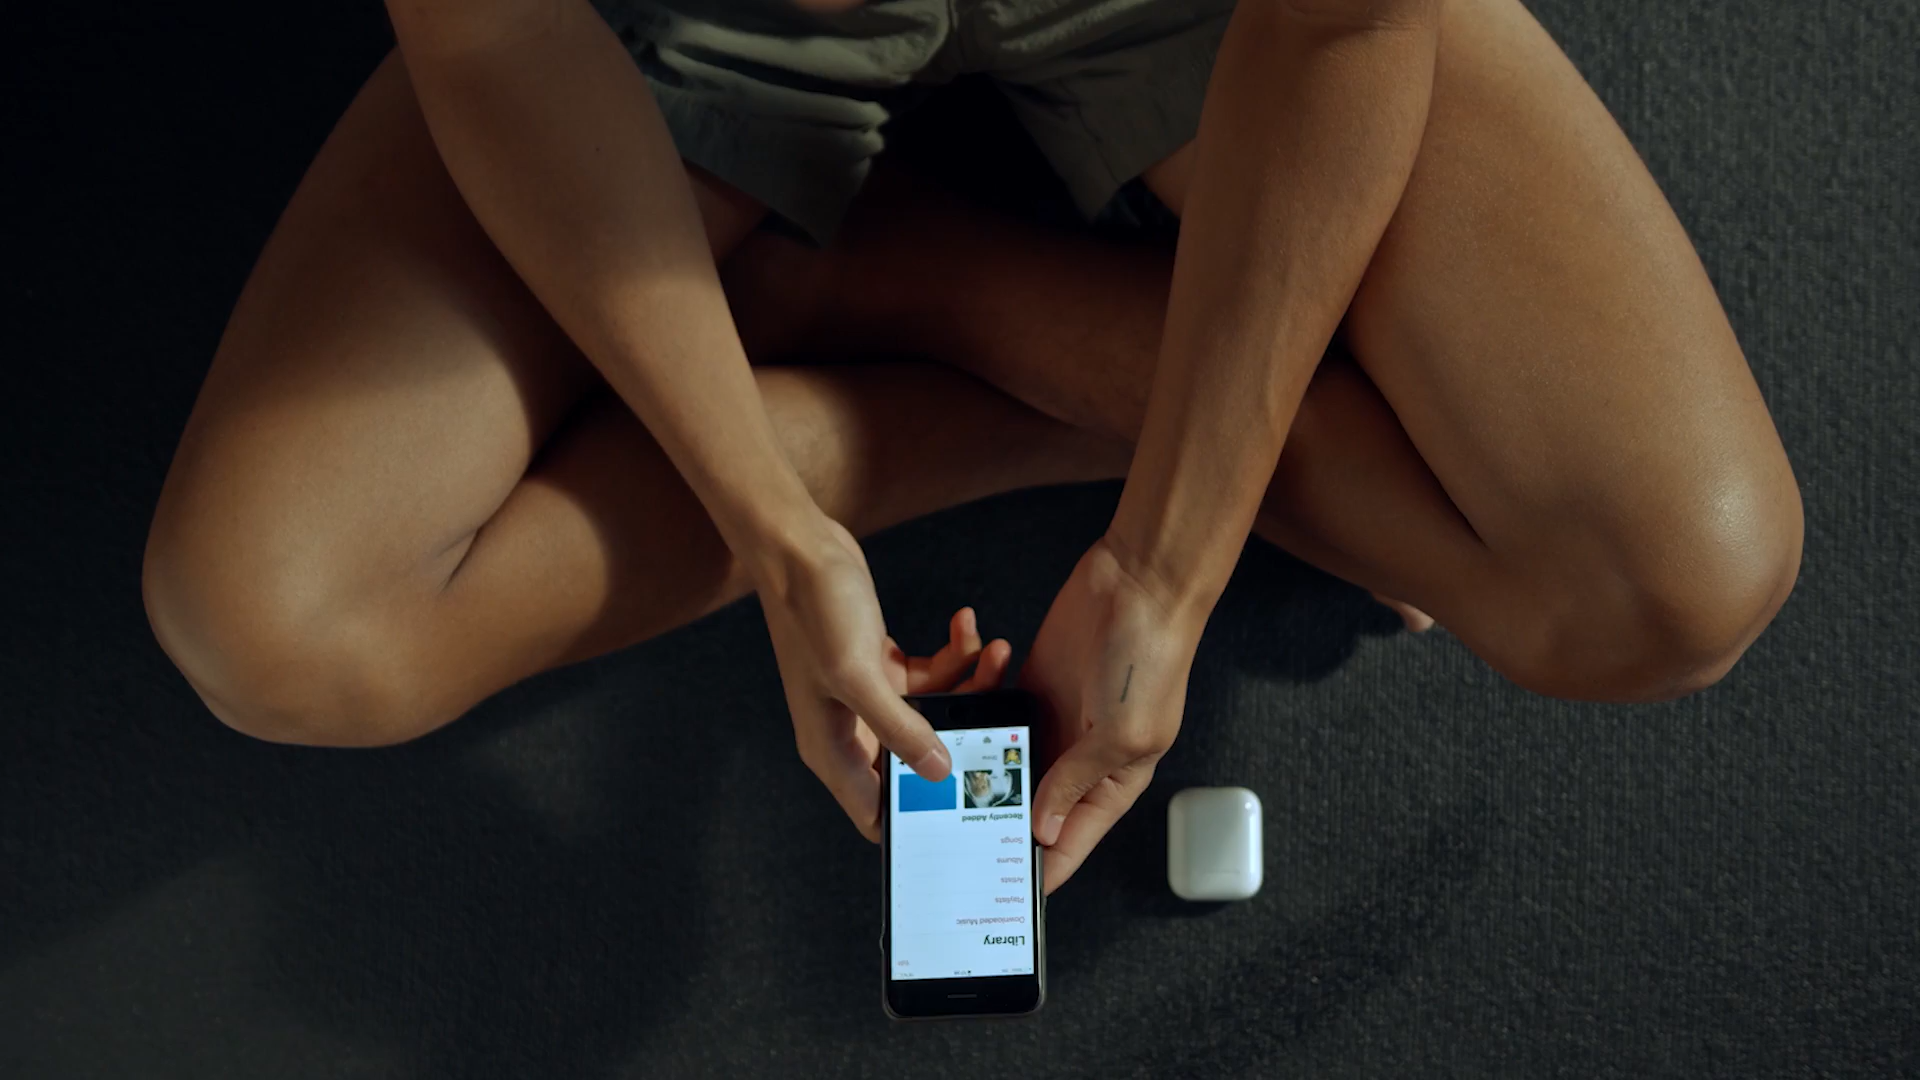 Library
Downloaded Music
Playlists
Artists
Albums
Songs
Recently Added